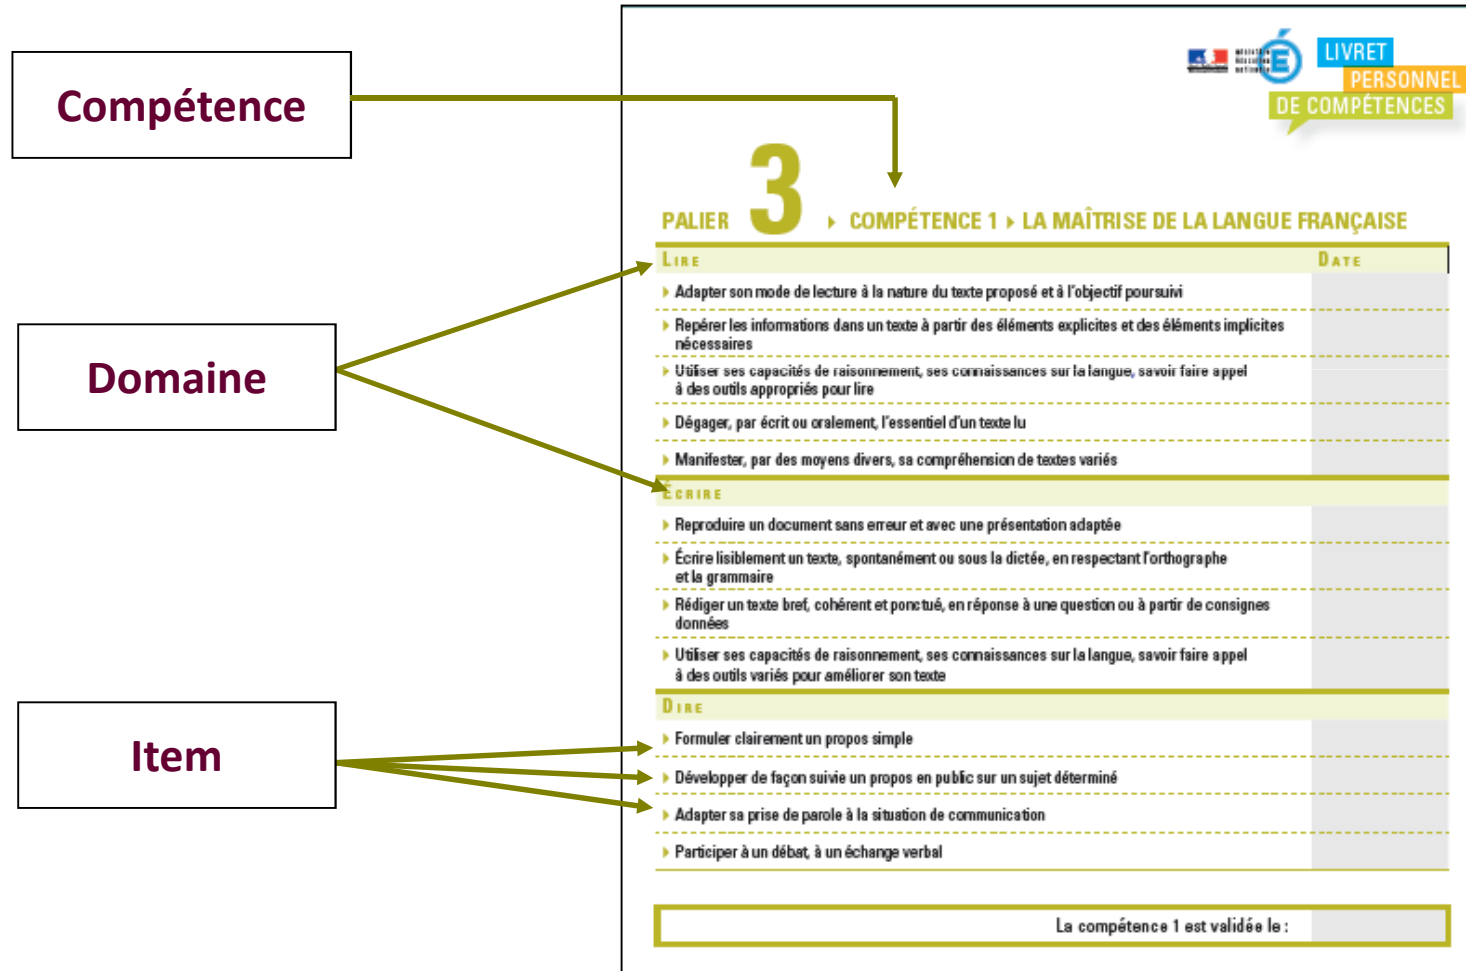 Compétence
Domaine
Item
É
LIVRET
PERSONNEL
DE COMPÉTENCES
PALIER 3 COMPÉTENCE 1 LA MAÎTRISE DE LA LANGUE FRANÇAISE
LIRE DATE
Adapter son mode de lecture à la nature du texte proposé et à l'objectif poursuivi
Repérer les informations dans un texte à partir des éléments explicites et des éléments implicites
nécessaires
Utiliser ses capacités de raisonnement, ses connaissances sur la langue, savoir faire appel
à des outils appropriés pour lire
Dégager, par écrit ou oralement, l'essentiel d'un texte lu
Manifester, par des moyens divers, sa compréhension de textes variés
ÉCRIRE
Reproduire un document sans erreur et avec une présentation adaptée
Écrire lisiblement un texte, spontanément ou sous la dictée, en respectant l'orthographe
et la grammaire
Rédiger un texte bref, cohérent et ponctué, en réponse à une question ou à partir de consignes
données
Utiliser ses capacités de raisonnement, ses connaissances sur la langue, savoir faire appel
à des outils variés pour améliorer son texte
DIRE
Formuler clairement un propos simple
Développer de façon suivie un propos en public sur un sujet déterminé
Adapter sa prise de parole à la situation de communication
Participer à un débat, à un échange verbal
La compétence 1 est validée le :